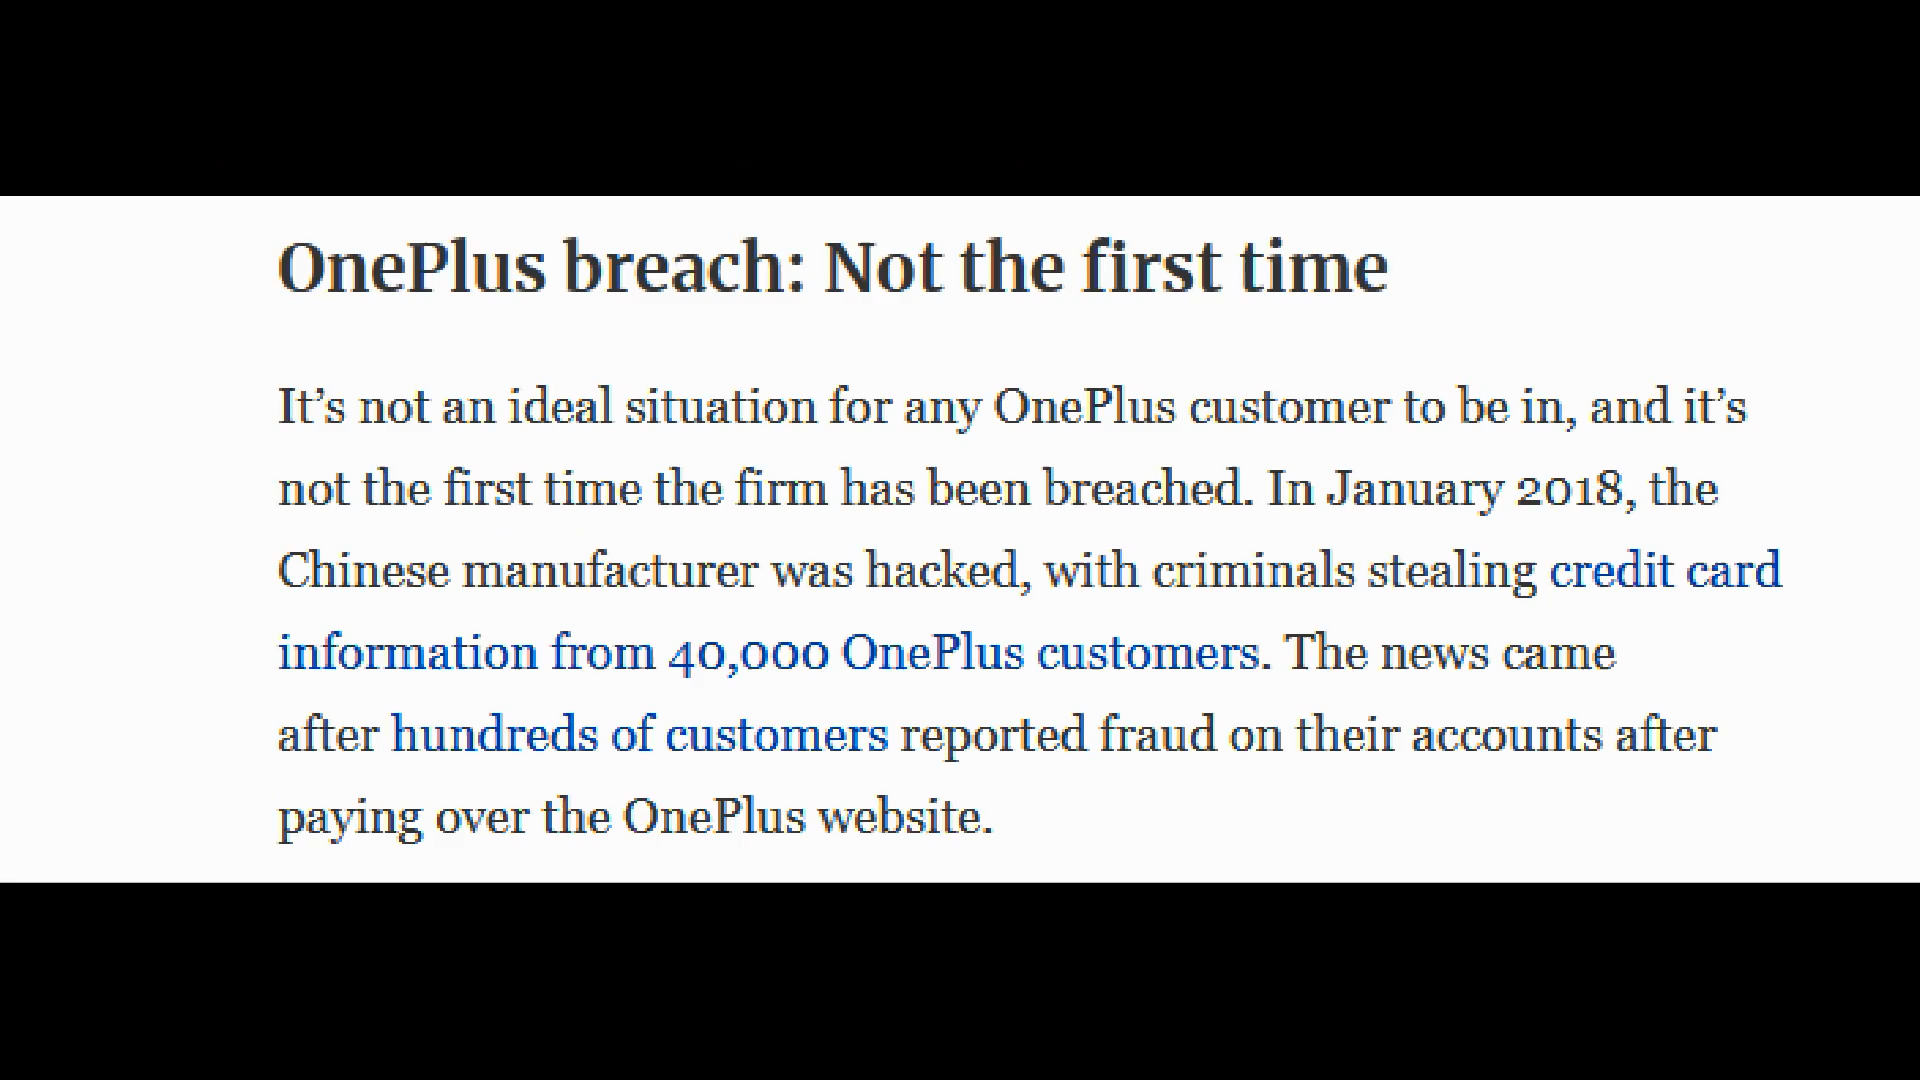 OnePlus breach: Not the first time
It’s not an ideal situation for any OnePlus customer to be in, and it’s
not the first time the firm has been breached. In January 2018, the
Chinese manufacturer was hacked, with criminals stealing credit card
information from 40,000 OnePlus customers. The news came
after hundreds of customers reported fraud on their accounts after
paying over the OnePlus website.